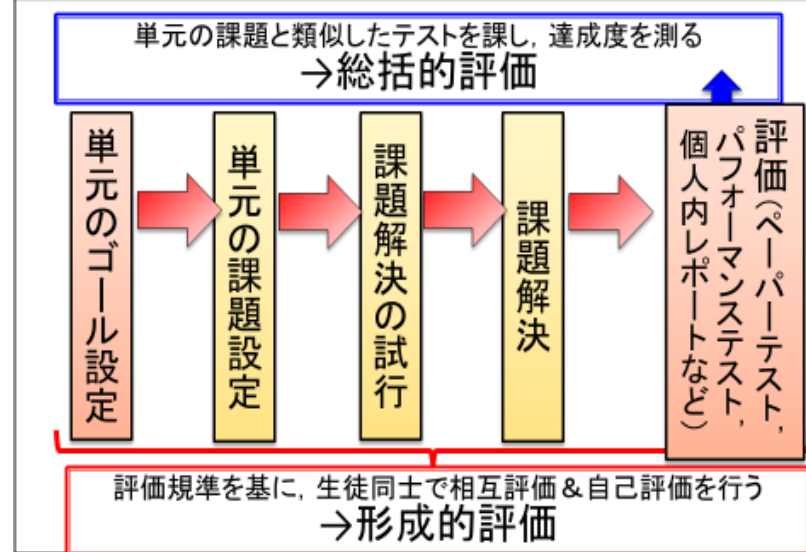 単元の課題と類似したテストを課し，達成度を測る
→総括的評価
単元のゴール設定
単元の課題設定
課題解決の試行
課題解決
評価（ペーパーテスト，
パフォーマンステスト，
個人内レポートなど）
評価規準を基に，生徒同士で相互評価＆自己評価を行う
→形成的評価